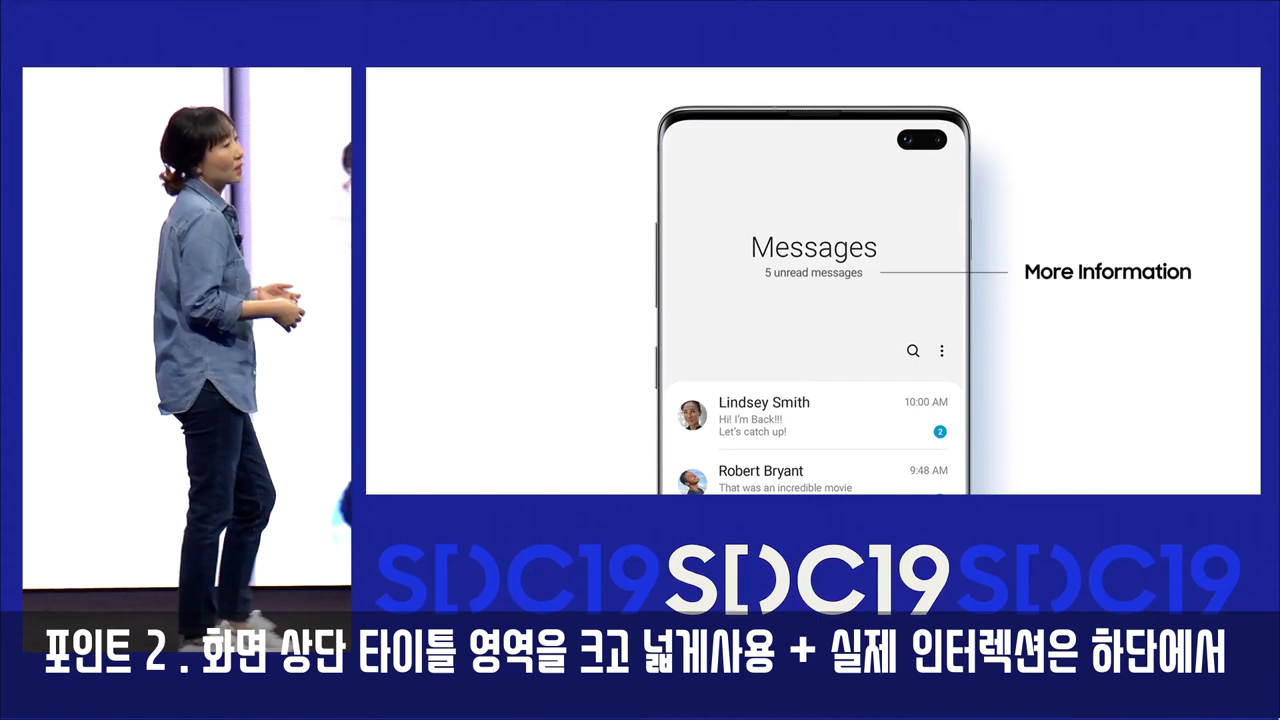 Messages
5 unread messages
More Information
Lindsey Smith
10:00 AM
Hi! I'm Back!!!
Let's catch up!
2
Robert Bryant
9:48 AM
That was an incredible movie
SDC19 SDC19 SDC19
포인트 2 . 화면 상단 타이틀 영역을 크고 넓게사용 + 실제 인터렉션은 하단에서